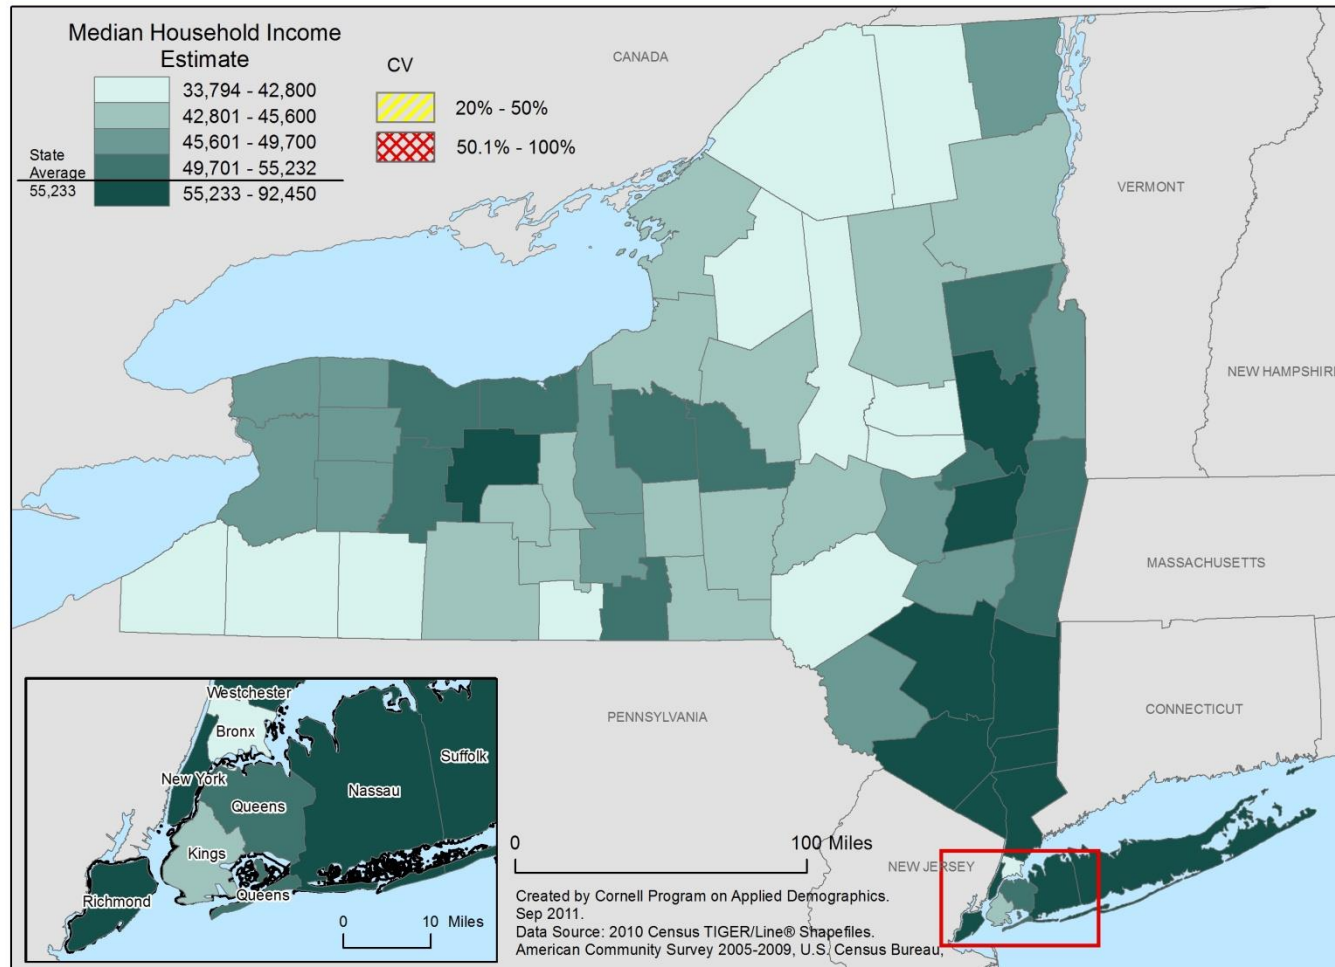 Median Household Income
Estimate
33,794 - 42,800
42,801 - 45,600
45,601 - 49,700
State
Average
49,701 - 55,232
55,233
55,233 - 92,450
CV
20% - 50%
50.1% - 100%
CANADA
VERMONT
NEW HAMPSHIRE
MASSACHUSETTS
CONNECTICUT
PENNSYLVANIA
NEW JERSEY
Westchester
Bronx
New York
Suffolk
Nassau
Queens
Kings
Queens
Richmond
0 10 Miles
0 100 Miles
Created by Cornell Program on Applied Demographics.
Sep 2011.
Data Source: 2010 Census TIGER/Line® Shapefiles.
American Community Survey 2005-2009, U.S. Census Bureau,